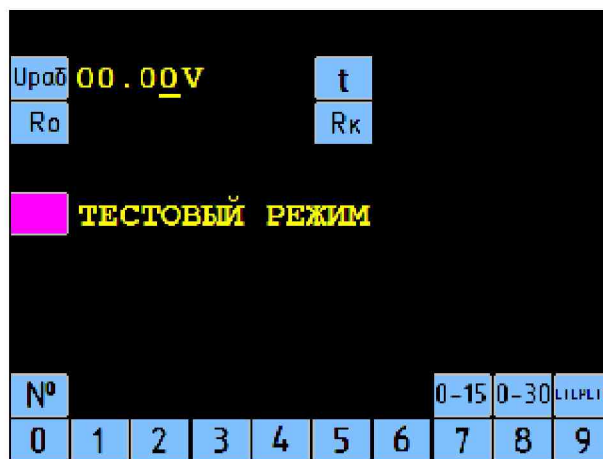 Uраб 00.00V t
Ro Rк
ТЕСТОВЫЙ РЕЖИМ
№ 0-15 0-30
0 1 2 3 4 5 6 7 8 9